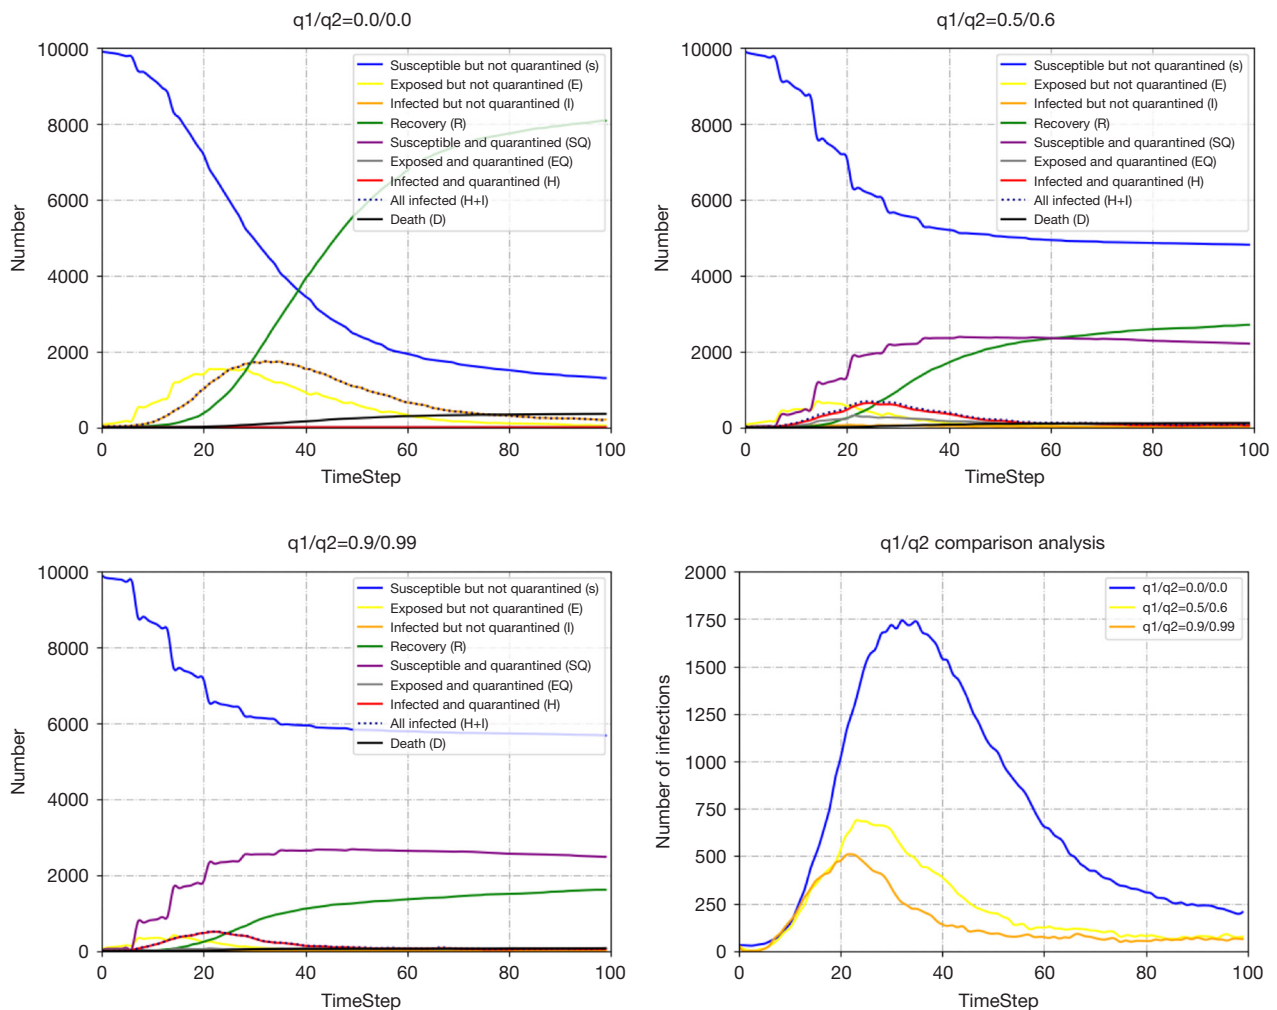 q1/q2=0.0/0.0
10000
8000
6000
4000
2000
0
Number
Susceptible but not quarantined (s)
Exposed but not quarantined (E)
Infected but not quarantined (I)
Recovery (R)
Susceptible and quarantined (SQ)
Exposed and quarantined (EQ)
Infected and quarantined (H)
All infected (H+I)
Death (D)
0 20 40 60 80 100
TimeStep
q1/q2=0.5/0.6
10000
8000
6000
4000
2000
0
Number
Susceptible but not quarantined (s)
Exposed but not quarantined (E)
Infected but not quarantined (I)
Recovery (R)
Susceptible and quarantined (SQ)
Exposed and quarantined (EQ)
Infected and quarantined (H)
All infected (H+I)
Death (D)
0 20 40 60 80 100
TimeStep
q1/q2=0.9/0.99
10000
8000
6000
4000
2000
0
Number
Susceptible but not quarantined (s)
Exposed but not quarantined (E)
Infected but not quarantined (I)
Recovery (R)
Susceptible and quarantined (SQ)
Exposed and quarantined (EQ)
Infected and quarantined (H)
All infected (H+I)
Death (D)
0 20 40 60 80 100
TimeStep
q1/q2 comparison analysis
2000
1750
1500
1250
1000
750
500
250
0
Number of infections
q1/q2=0.0/0.0
q1/q2=0.5/0.6
q1/q2=0.9/0.99
0 20 40 60 80 100
TimeStep